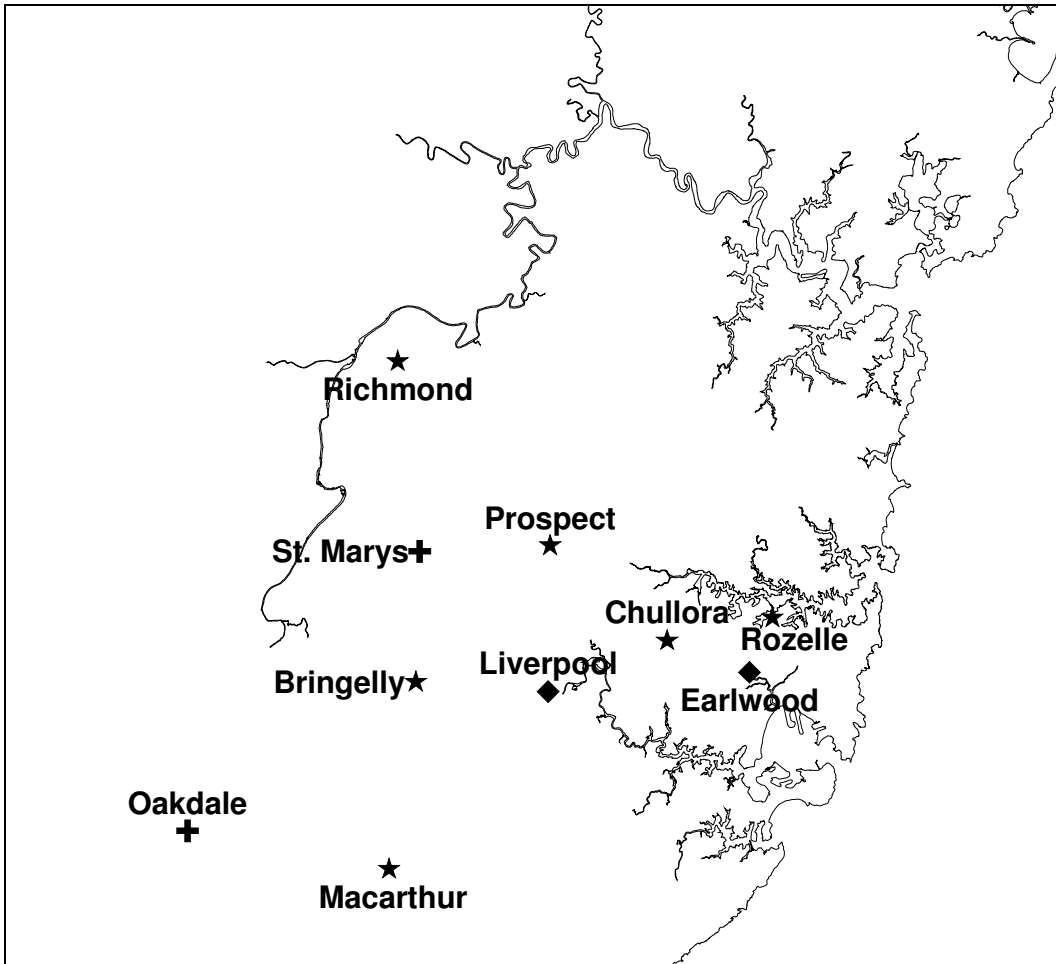 Richmond
Prospect
St. Marys
Chullora
Rozelle
Liverpool
Bringelly
Earlwood
Oakdale
Macarthur